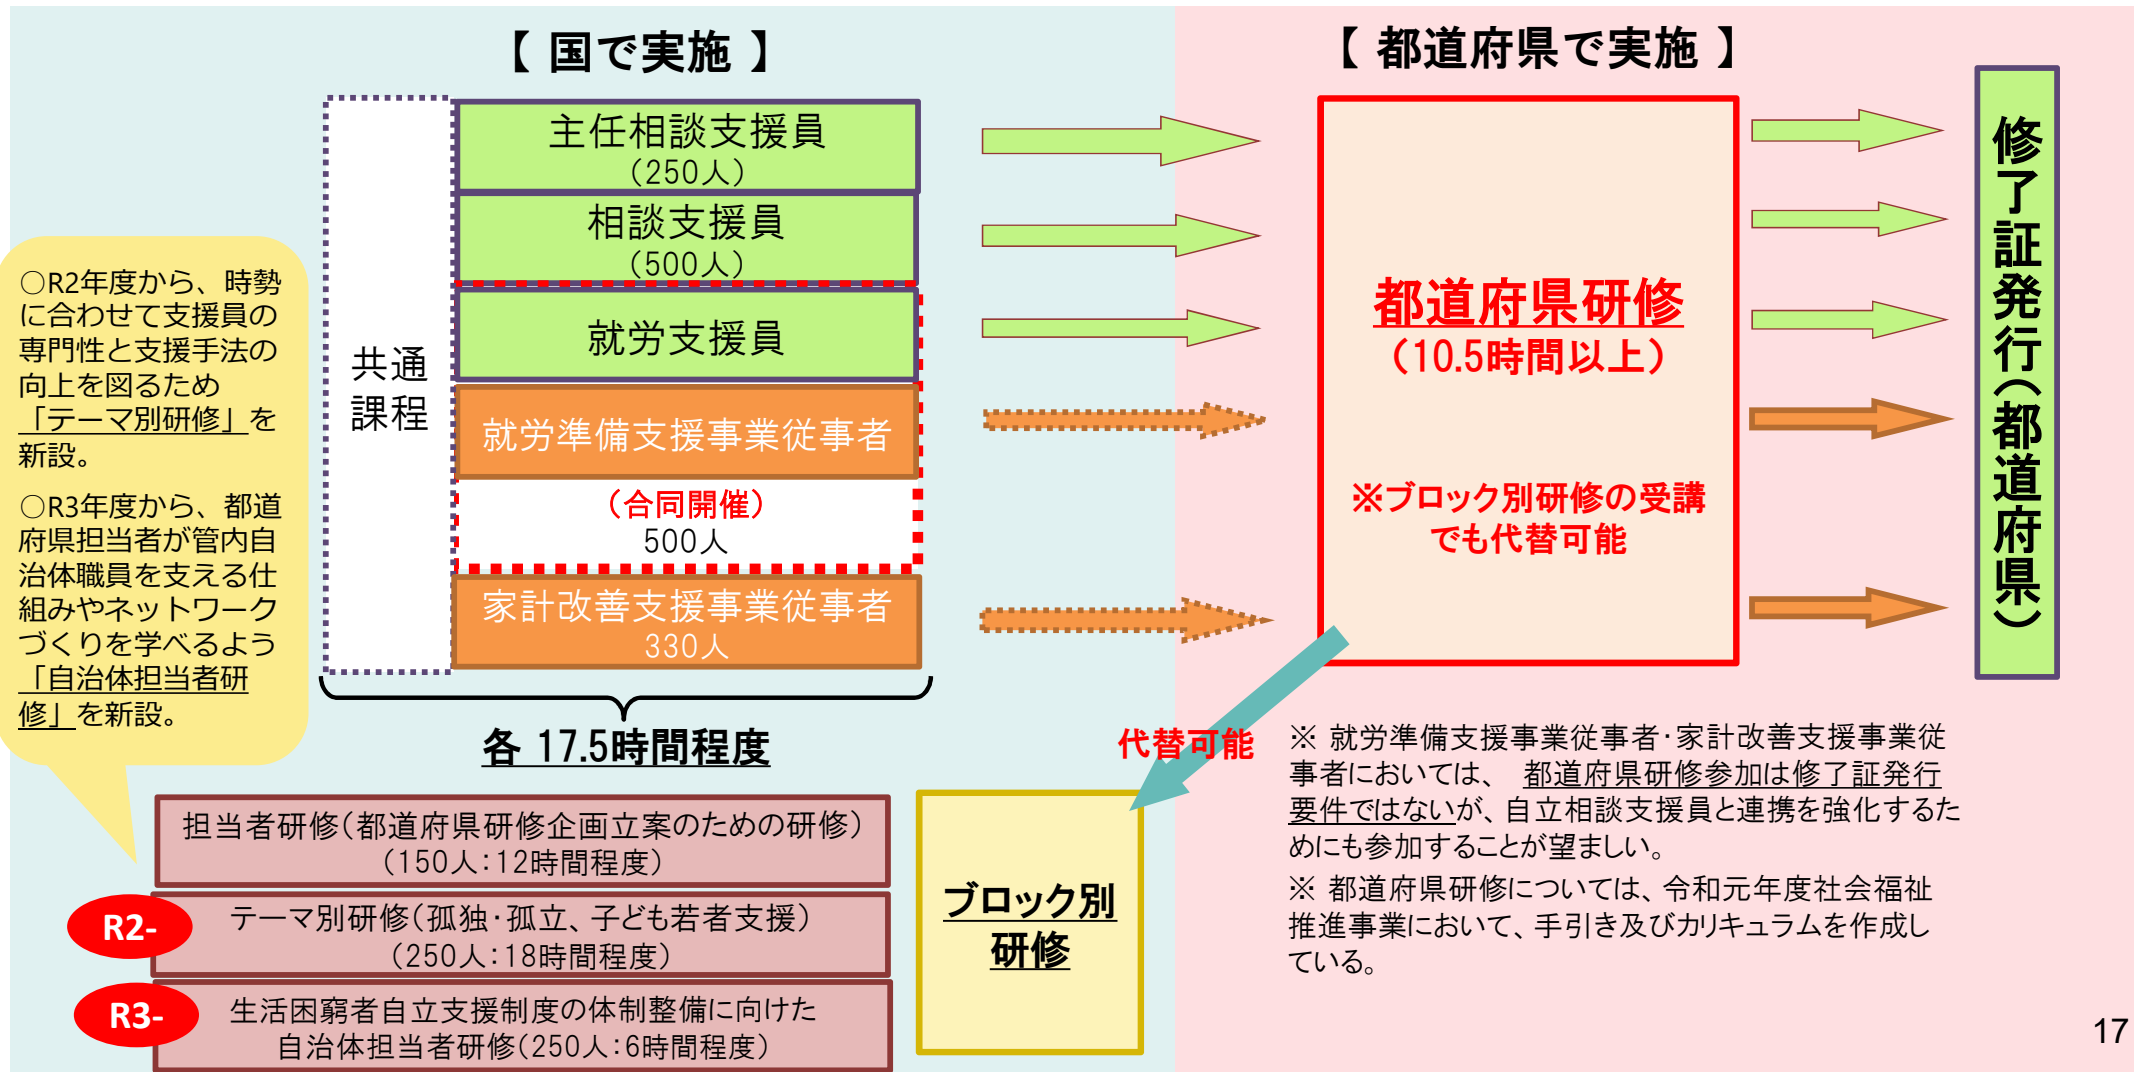 【 国で実施 】
【 都道府県で実施 】
共通
課程
主任相談支援員
（250人）
相談支援員
（500人）
就労支援員
就労準備支援事業従事者
（合同開催）
500人
家計改善支援事業従事者
330人
各 17.5時間程度
都道府県研修
（10.5時間以上）
※ブロック別研修の受講
でも代替可能
修了証発行（都道府県）
○R2年度から、時勢
に合わせて支援員の
専門性と支援手法の
向上を図るため
「テーマ別研修」を
新設。
○R3年度から、都道
府県担当者が管内自
治体職員を支える仕
組みやネットワーク
づくりを学べるよう
「自治体担当者研
修」を新設。
担当者研修（都道府県研修企画立案のための研修）
（150人：12時間程度）
R2-
テーマ別研修（孤独・孤立、子ども若者支援）
（250人：18時間程度）
R3-
生活困窮者自立支援制度の体制整備に向けた
自治体担当者研修（250人：6時間程度）
代替可能
ブロック別
研修
※ 就労準備支援事業従事者・家計改善支援事業従
事者においては、 都道府県研修参加は修了証発行
要件ではないが、自立相談支援員と連携を強化するた
めにも参加することが望ましい。
※ 都道府県研修については、令和元年度社会福祉
推進事業において、手引き及びカリキュラムを作成し
ている。
17